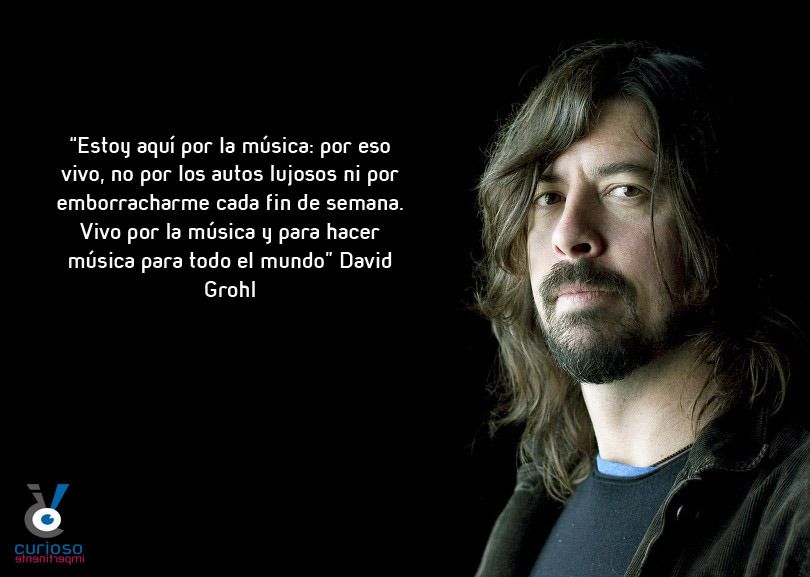 “Estoy aquí por la música: por eso
vivo, no por los autos lujosos ni por
emborracharme cada fin de semana.
Vivo por la música y para hacer
música para todo el mundo” David
Grohl
curioso
impertinente